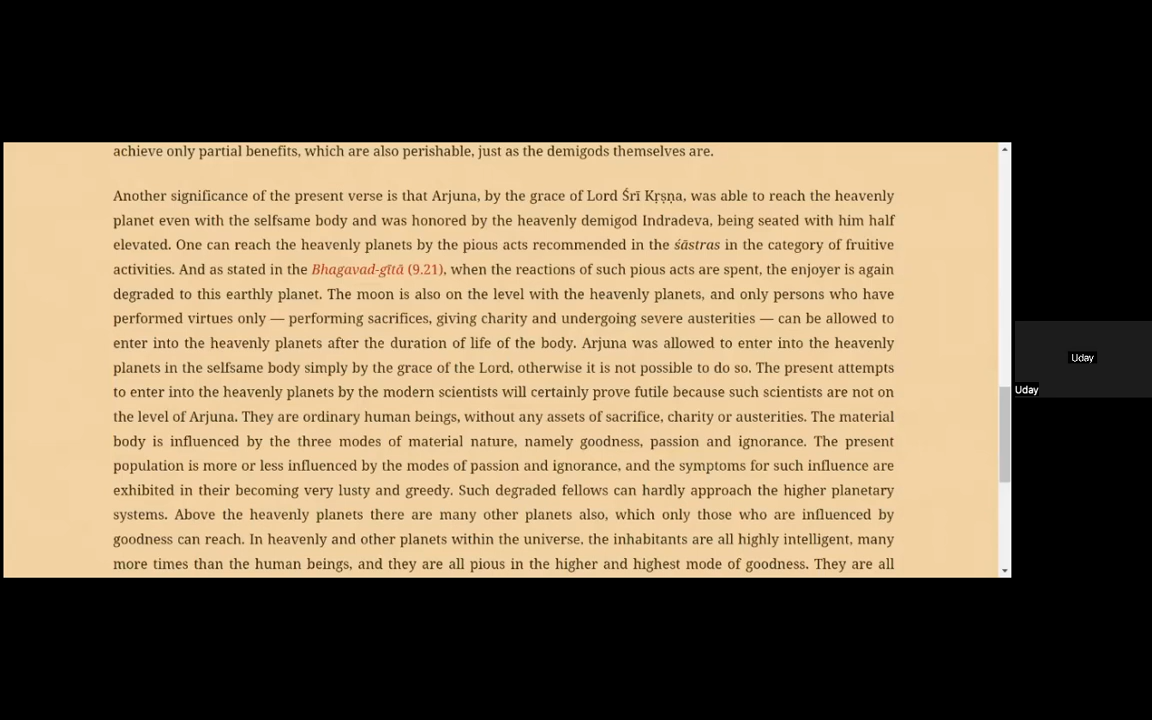 achieve only partial benefits, which are also perishable, just as the demigods themselves are.
Another significance of the present verse is that Arjuna, by the grace of Lord Śrī Kṛṣṇa, was able to reach the heavenly
planet even with the selfsame body and was honored by the heavenly demigod Indradeva, being seated with him half
elevated. One can reach the heavenly planets by the pious acts recommended in the śāstras in the category of fruitive
activities. And as stated in the Bhagavad-gītā (9.21), when the reactions of such pious acts are spent, the enjoyer is again
degraded to this earthly planet. The moon is also on the level with the heavenly planets, and only persons who have
performed virtues only — performing sacrifices, giving charity and undergoing severe austerities — can be allowed to
enter into the heavenly planets after the duration of life of the body. Arjuna was allowed to enter into the heavenly
planets in the selfsame body simply by the grace of the Lord, otherwise it is not possible to do so. The present attempts
to enter into the heavenly planets by the modern scientists will certainly prove futile because such scientists are not on
the level of Arjuna. They are ordinary human beings, without any assets of sacrifice, charity or austerities. The material
body is influenced by the three modes of material nature, namely goodness, passion and ignorance. The present
population is more or less influenced by the modes of passion and ignorance, and the symptoms for such influence are
exhibited in their becoming very lusty and greedy. Such degraded fellows can hardly approach the higher planetary
systems. Above the heavenly planets there are many other planets also, which only those who are influenced by
goodness can reach. In heavenly and other planets within the universe, the inhabitants are all highly intelligent, many
more times than the human beings, and they are all pious in the higher and highest mode of goodness. They are all
Uday
Uday